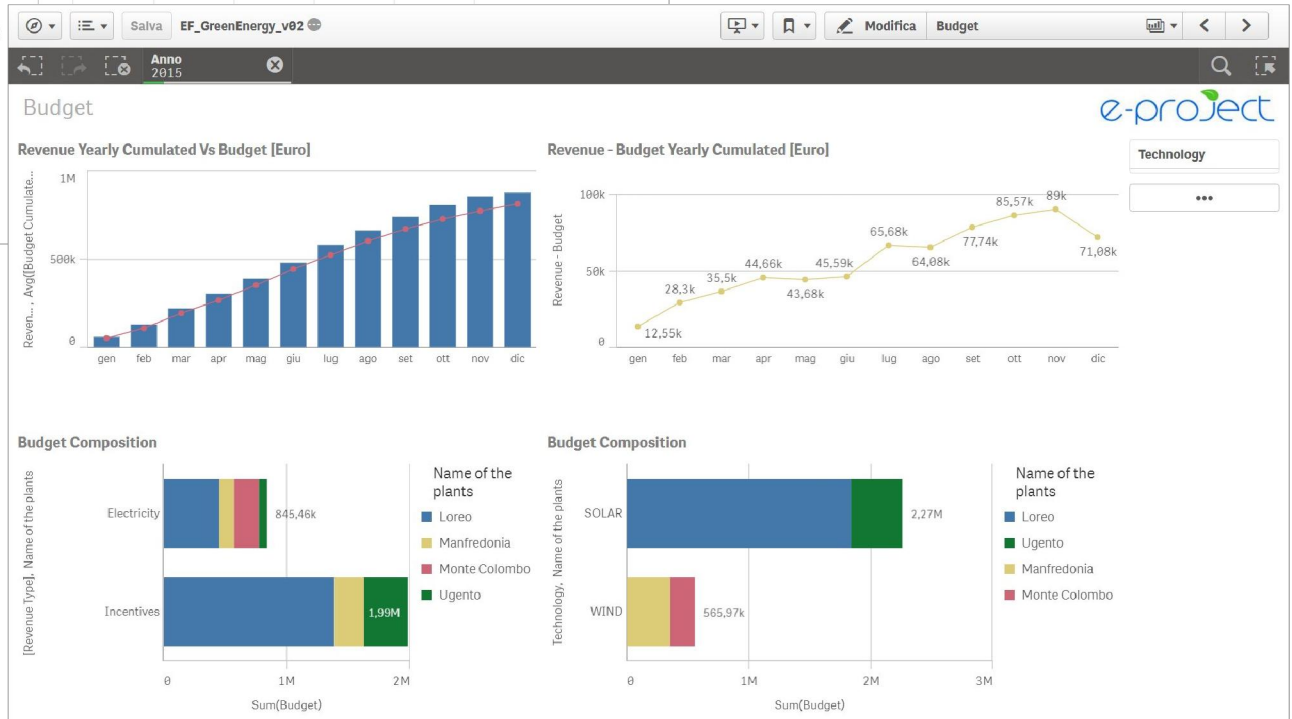 Salva EF_GreenEnergy_v02 Modifica Budget
Anno
2015
Budget
e-project
Revenue Yearly Cumulated Vs Budget [Euro]
Reven... , Avg([Budget Cumulate...
1M
500k
0
gen feb mar apr mag giu lug ago set ott nov dic
Revenue - Budget Yearly Cumulated [Euro]
Revenue - Budget
100k
50k
0
12,55k
28,3k
35,5k
44,66k
43,68k
45,59k
65,68k
64,08k
77,74k
85,57k
89k
71,08k
gen feb mar apr mag giu lug ago set ott nov dic
Technology
•••
Budget Composition
[Revenue Type], Name of the plants
Electricity
845,46k
Incentives
1,99M
0 1M 2M
Sum(Budget)
Name of the
plants
Loreo
Manfredonia
Monte Colombo
Ugento
Budget Composition
Technology, Name of the plants
SOLAR
2,27M
WIND
565,97k
0 1M 2M 3M
Sum(Budget)
Name of the
plants
Loreo
Ugento
Manfredonia
Monte Colombo